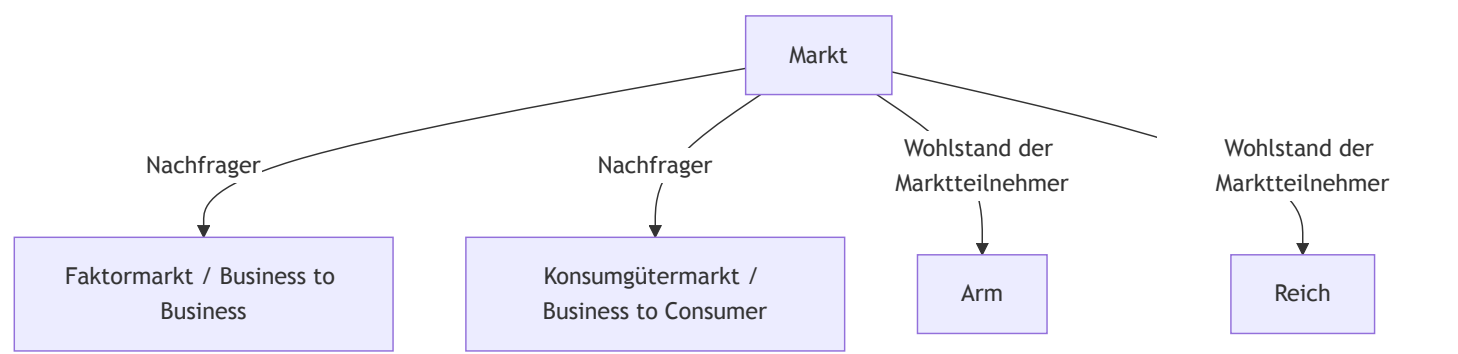 Markt
Nachfrager
Nachfrager
Wohlstand der
Marktteilnehmer
Wohlstand der
Marktteilnehmer
Faktormarkt / Business to
Business
Konsumgütermarkt /
Business to Consumer
Arm
Reich